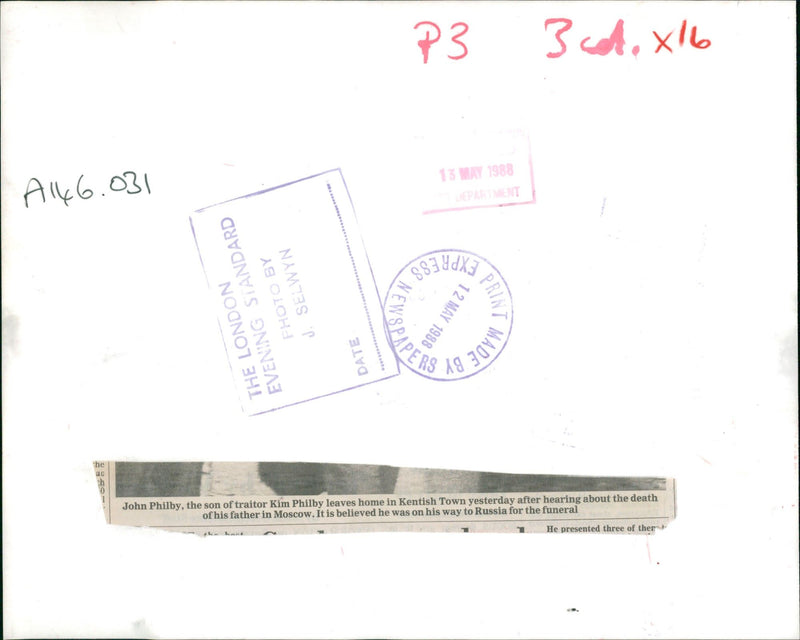 P3 3 col. x16
A146.031
13 MAY 1988
DEPARTMENT
THE LONDON
EVENING STANDARD
PHOTO BY
J. SELWYN
DATE
PRINT MADE BY EXPRESS NEWSPAPERS
12 MAY 1988
John Philby, the son of traitor Kim Philby leaves home in Kentish Town yesterday after hearing about the death
of his father in Moscow. It is believed he was on his way to Russia for the funeral
He presented three of them